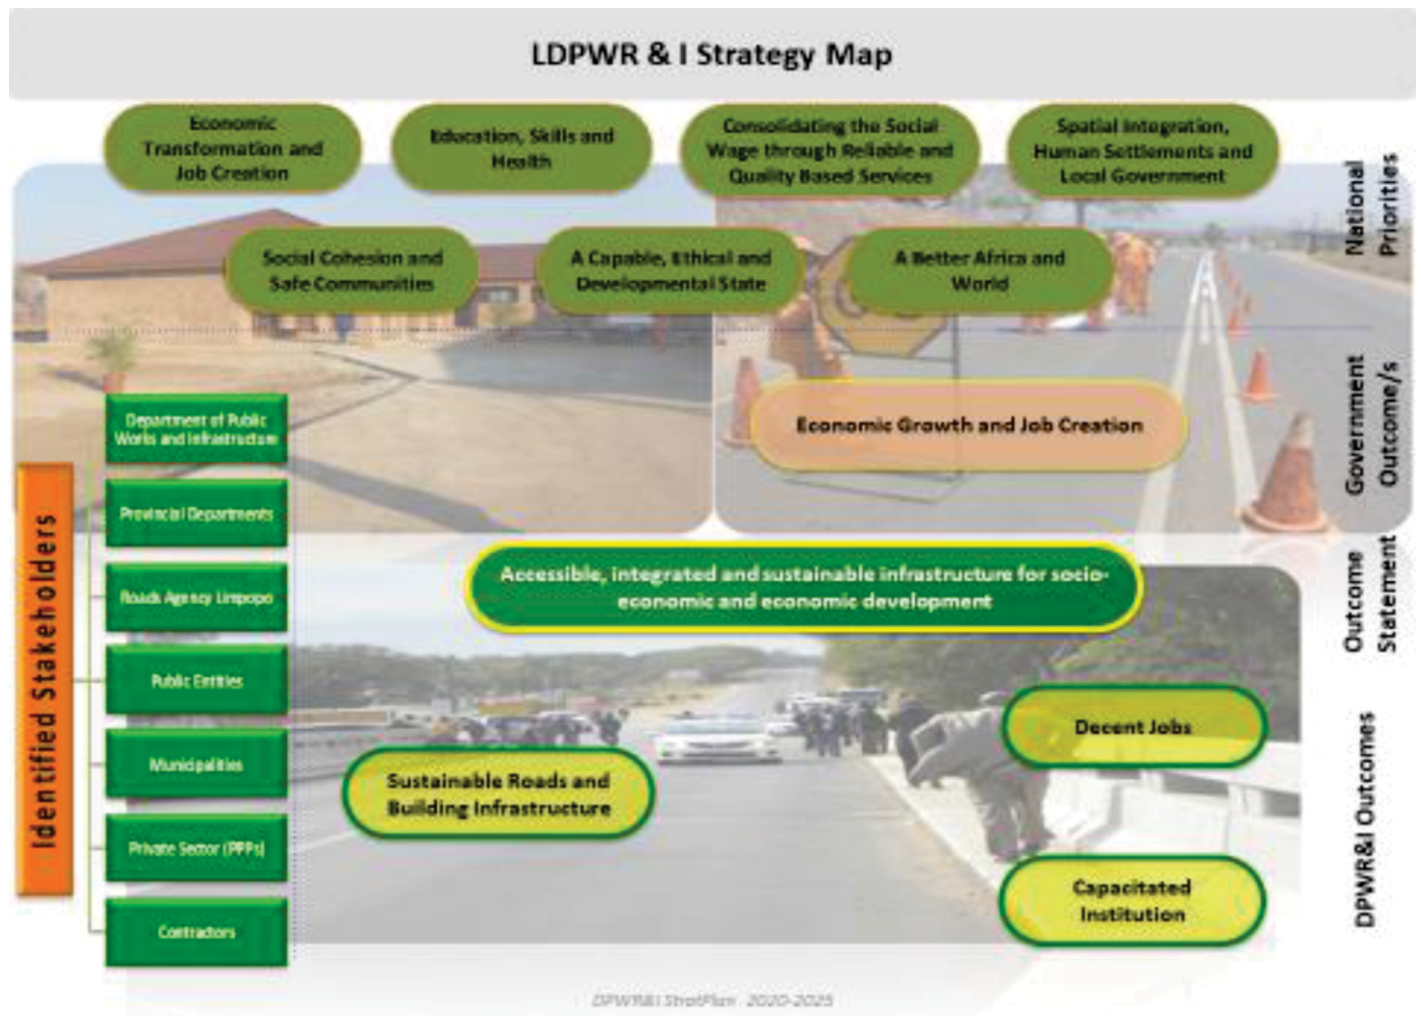 LDPWR & I Strategy Map
Economic
Transformation and
Job Creation
Education, Skills and
Health
Consolidating the Social
Wage through Reliable and
Quality Based Services
Spatial Integration,
Human Settlements and
Local Government
National
Priorities
Social Cohesion and
Safe Communities
A Capable, Ethical and
Developmental State
A Better Africa and
World
Government
Outcome/s
Economic Growth and Job Creation
Outcome
Statement
Accessible, integrated and sustainable infrastructure for socio-
economic and economic development
DPWR&I Outcomes
Decent Jobs
Sustainable Roads and
Building Infrastructure
Capacitated
Institution
Identified Stakeholders
Department of Public
Works and Infrastructure
Provincial Departments
Roads Agency Limpopo
Public Entities
Municipalities
Private Sector (PPPs)
Contractors
DPWR&I StratPlan 2020-2025